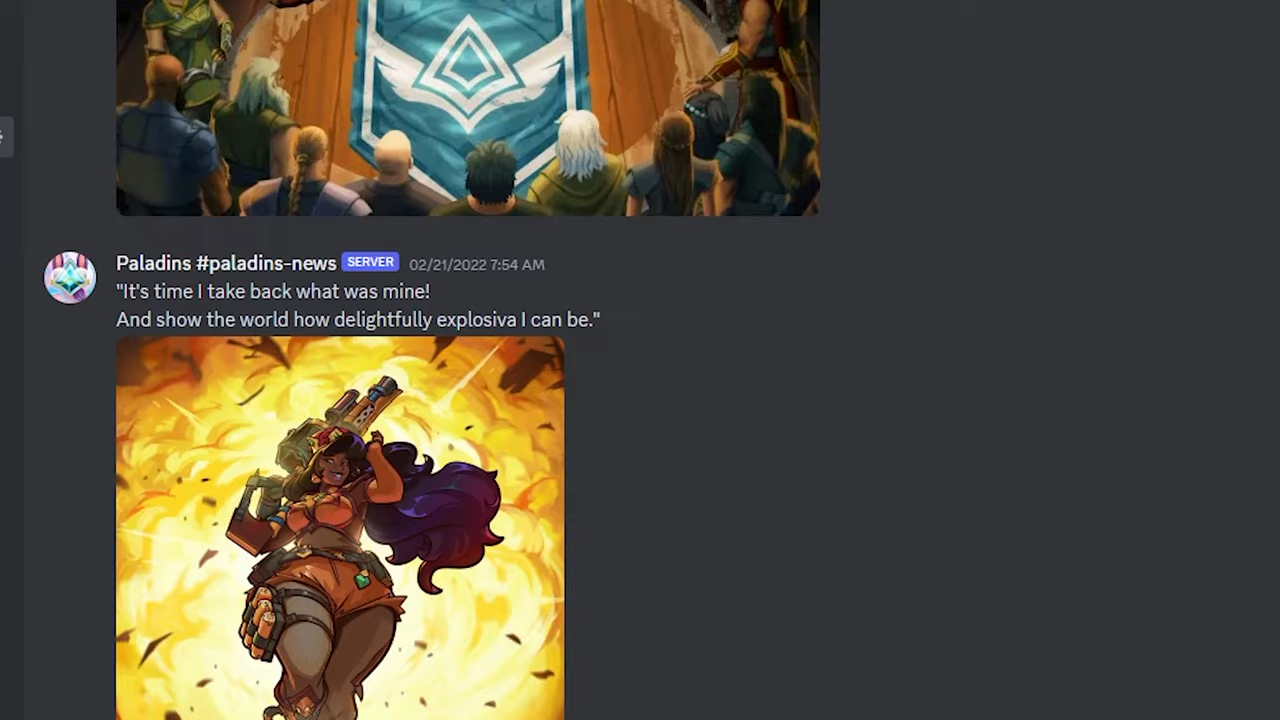 Paladins #paladins-news SERVER 02/21/2022 7:54 AM
"It's time I take back what was mine!
And show the world how delightfully explosiva I can be."